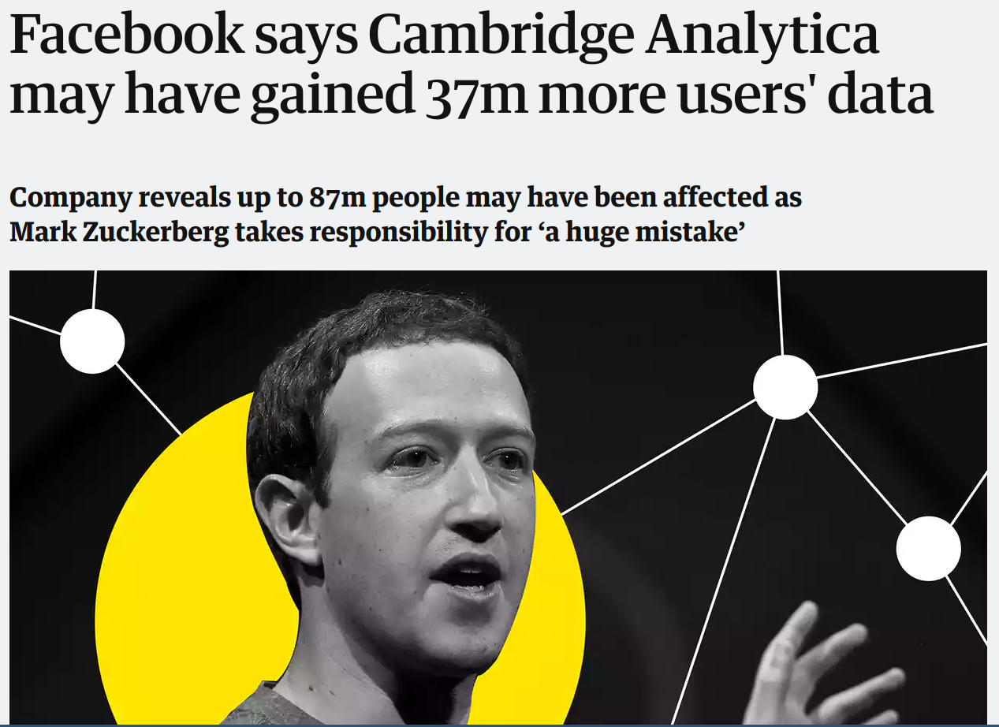 Facebook says Cambridge Analytica
may have gained 37m more users' data
Company reveals up to 87m people may have been affected as
Mark Zuckerberg takes responsibility for ‘a huge mistake’